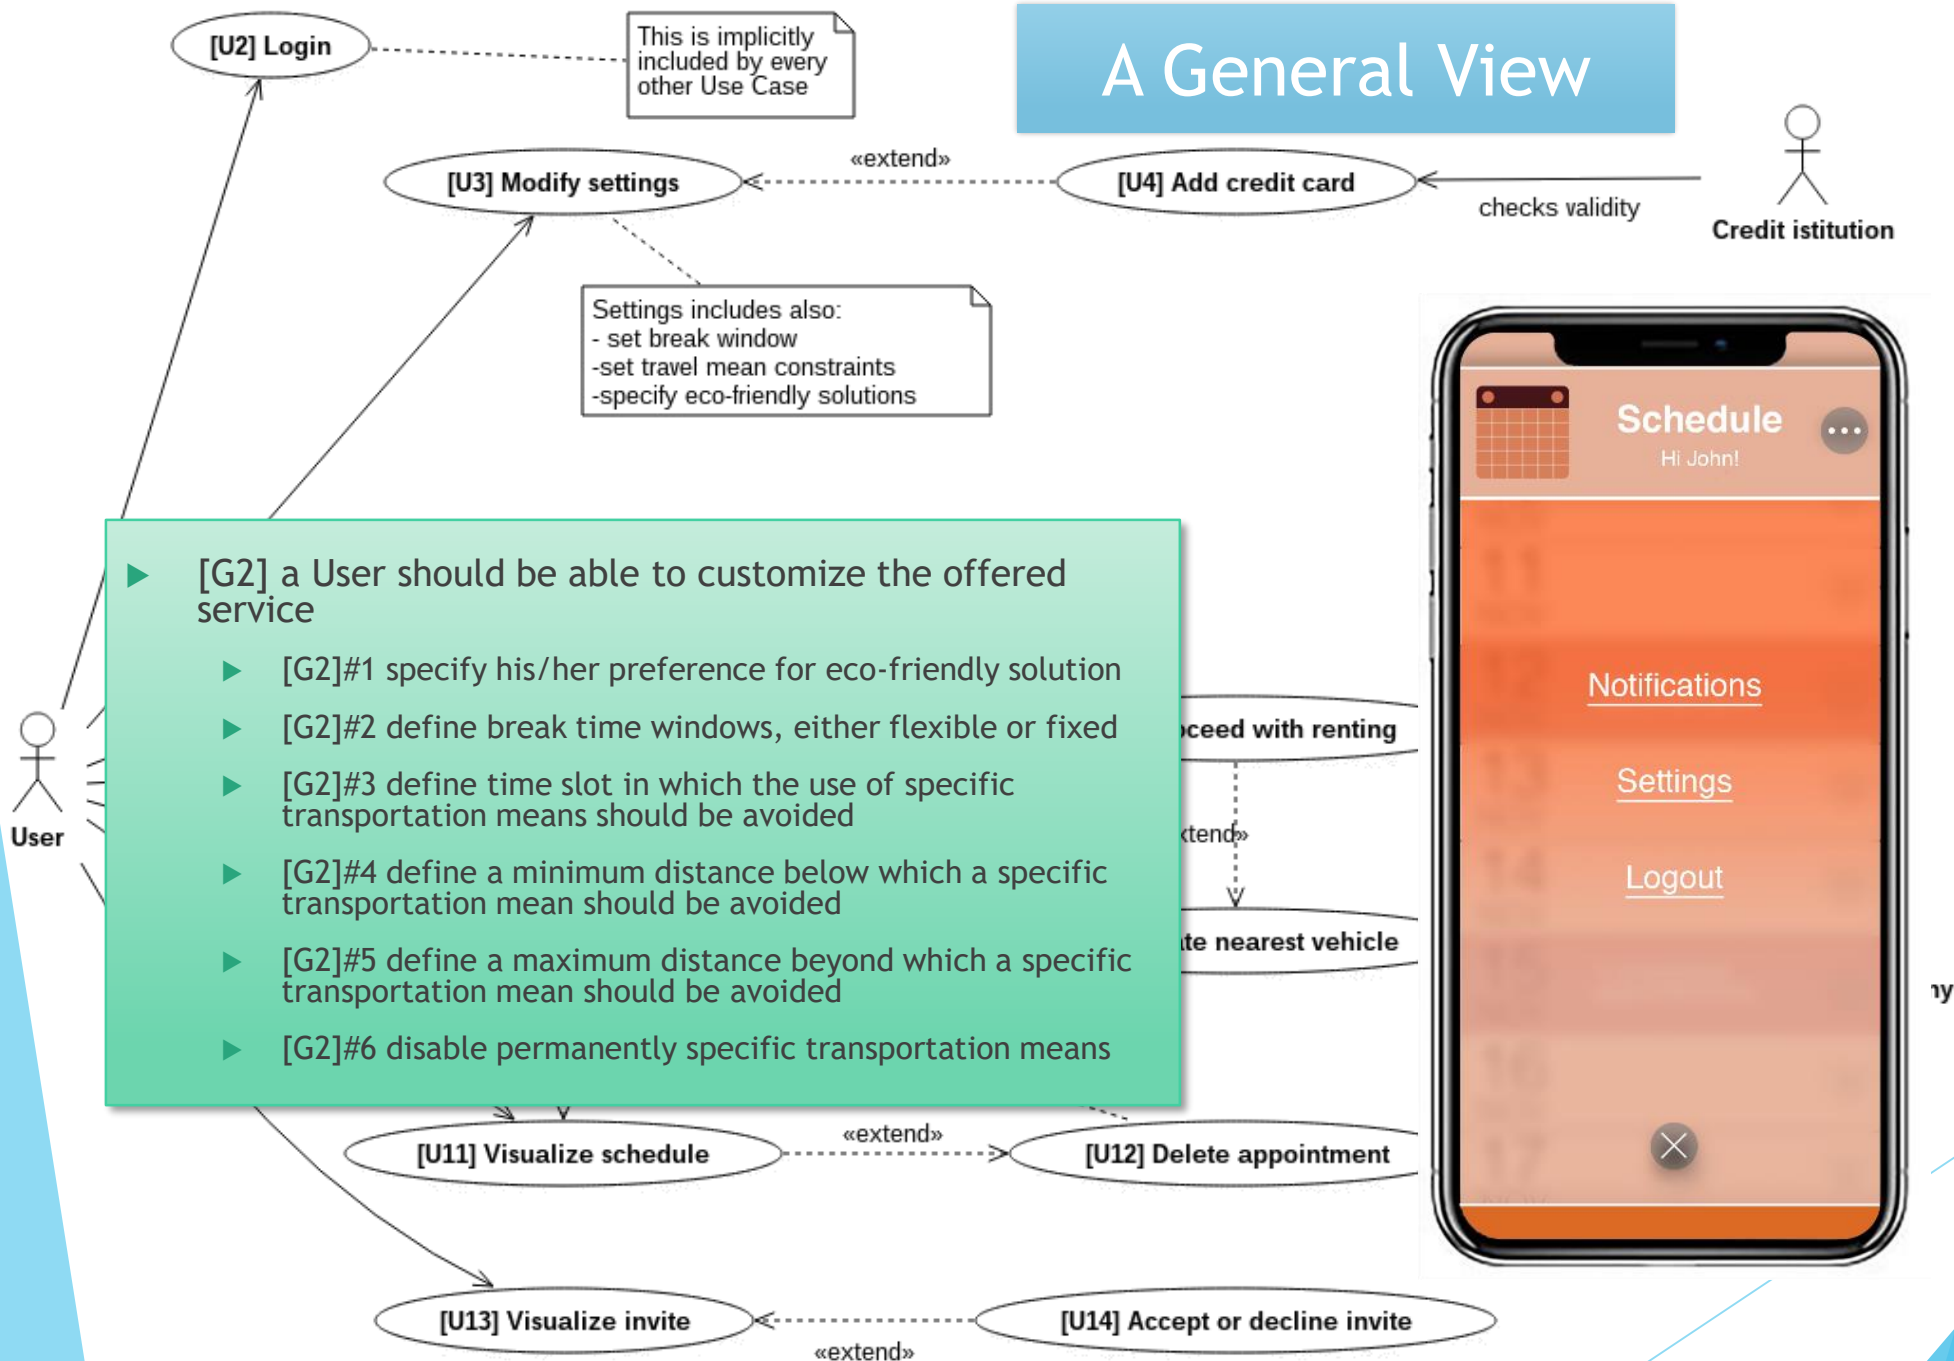 [U2] Login
This is implicitly
included by every
other Use Case
A General View
[U3] Modify settings
«extend»
[U4] Add credit card
checks validity
Credit istitution
Settings includes also:
- set break window
-set travel mean constraints
-specify eco-friendly solutions
Schedule
Hi John!
[G2] a User should be able to customize the offered
service
[G2]#1 specify his/her preference for eco-friendly solution
[G2]#2 define break time windows, either flexible or fixed
[G2]#3 define time slot in which the use of specific
transportation means should be avoided
[G2]#4 define a minimum distance below which a specific
transportation mean should be avoided
[G2]#5 define a maximum distance beyond which a specific
transportation mean should be avoided
[G2]#6 disable permanently specific transportation means
User
with renting
nearest vehicle
11
12
13
14
15
16
17
Notifications
Settings
Logout
[U11] Visualize schedule
«extend»
[U12] Delete appointment
[U13] Visualize invite
«extend»
[U14] Accept or decline invite